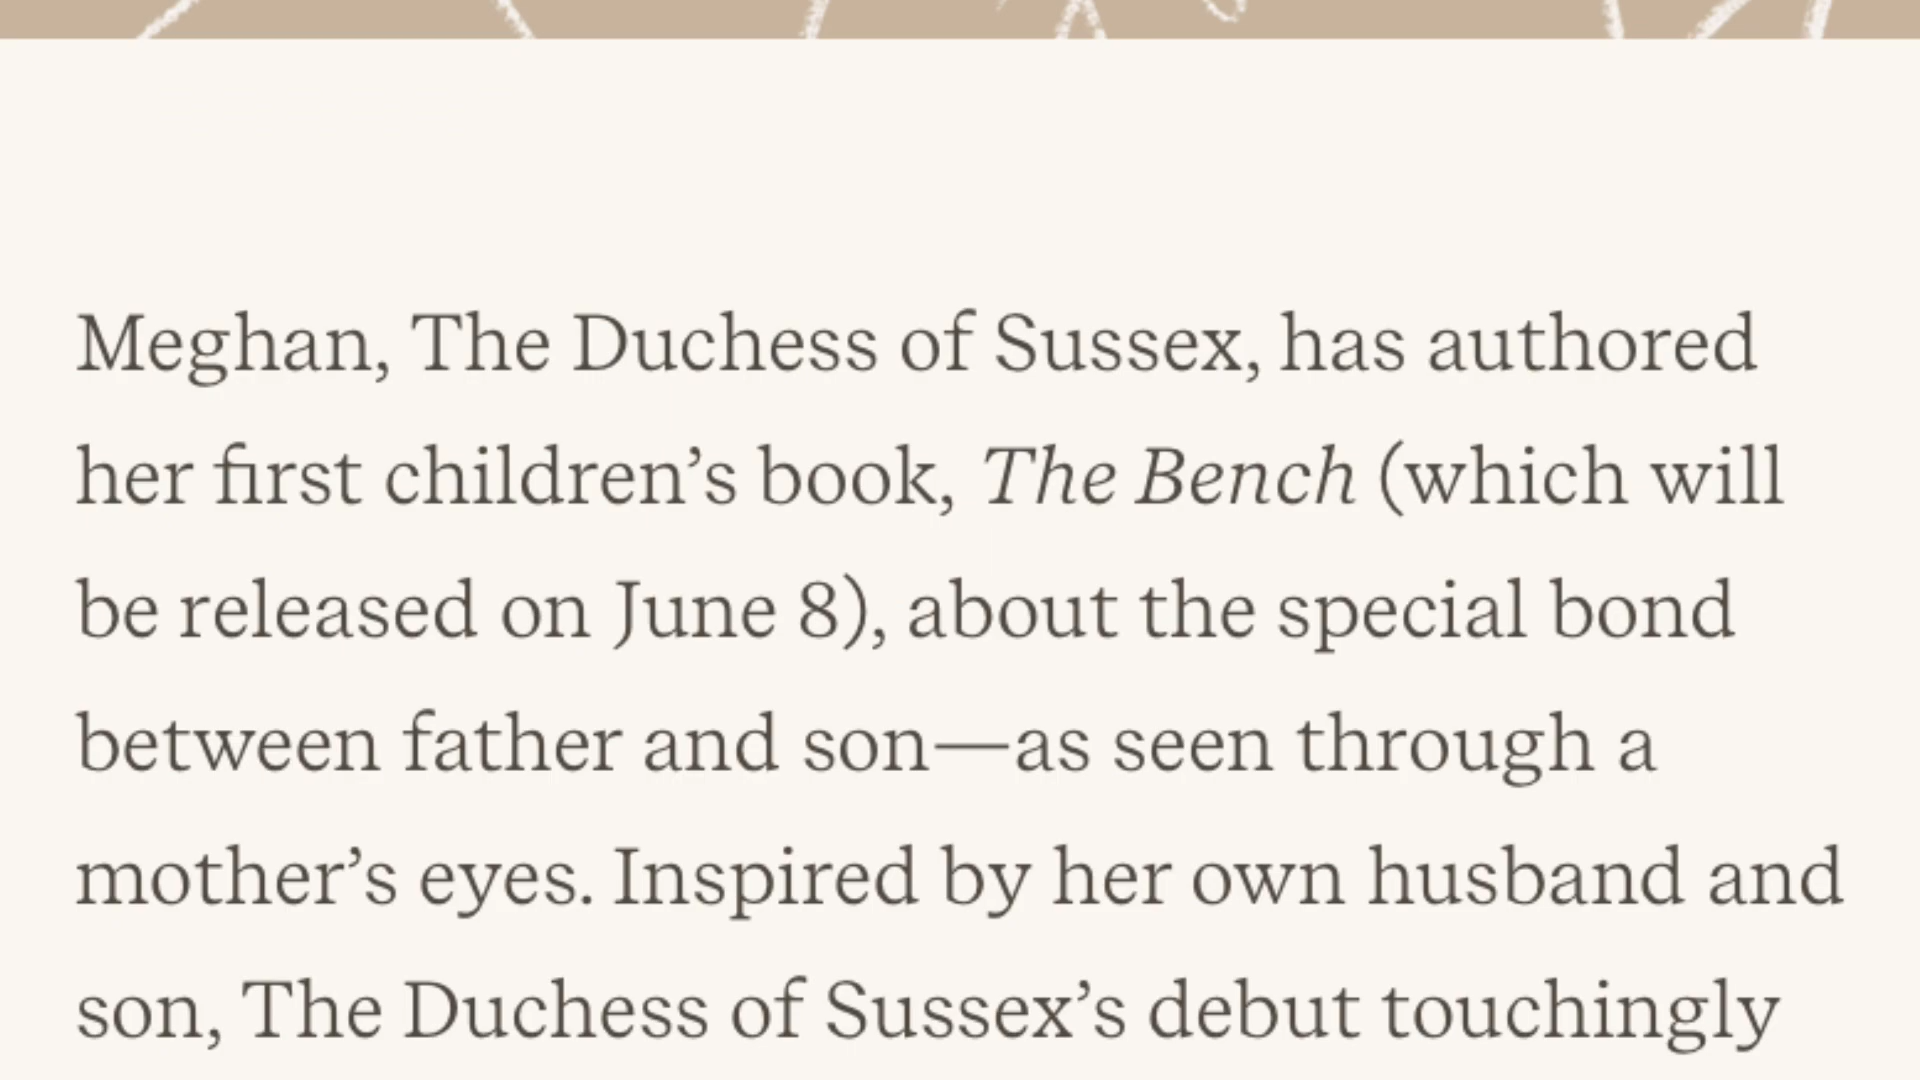 Meghan, The Duchess of Sussex, has authored
her first children’s book, The Bench (which will
be released on June 8), about the special bond
between father and son—as seen through a
mother’s eyes. Inspired by her own husband and
son, The Duchess of Sussex’s debut touchingly